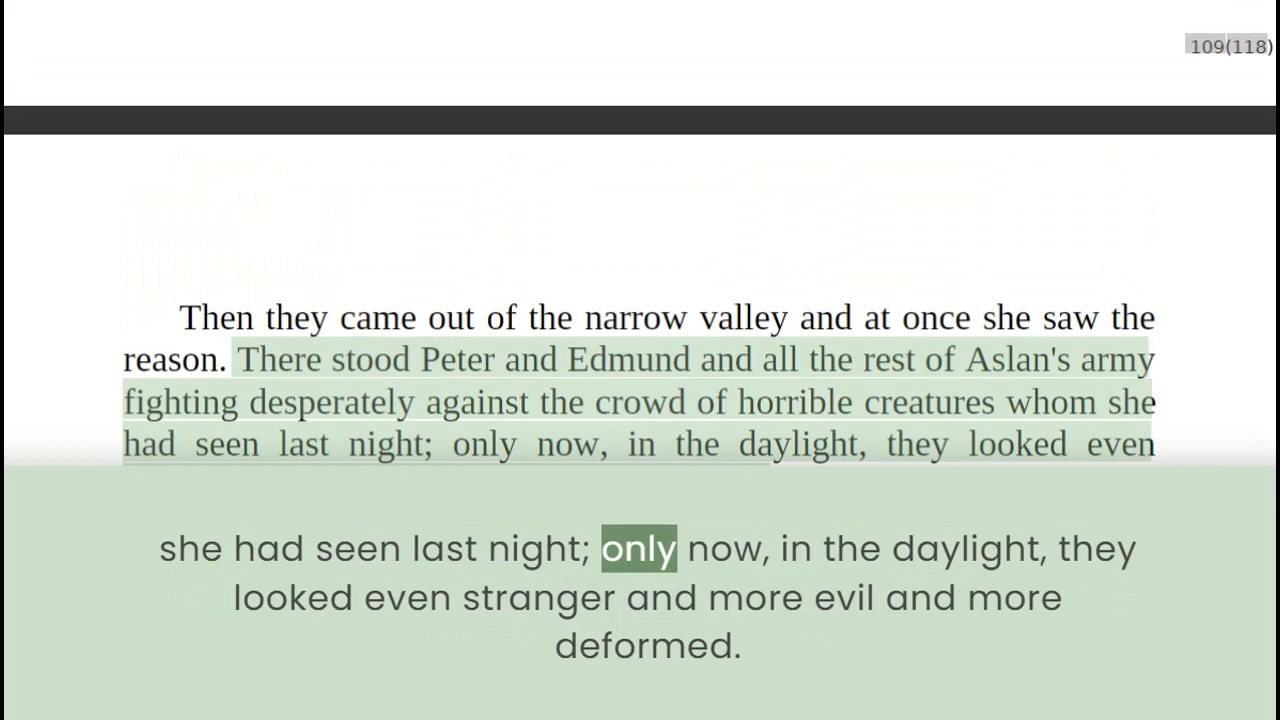 109(118)
Then they came out of the narrow valley and at once she saw the
reason. There stood Peter and Edmund and all the rest of Aslan's army
fighting desperately against the crowd of horrible creatures whom she
had seen last night; only now, in the daylight, they looked even
she had seen last night; only now, in the daylight, they
looked even stranger and more evil and more
deformed.